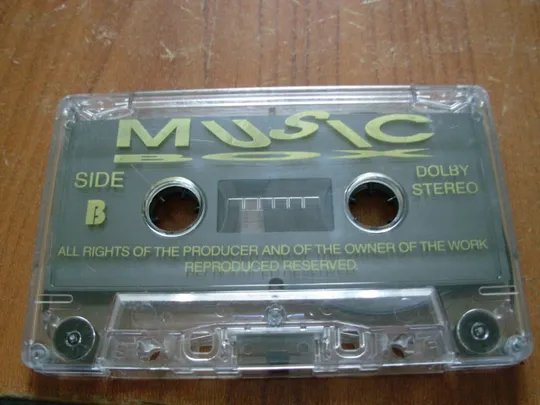 MUSIC
BOX
SIDE
B
DOLBY
STEREO
ALL RIGHTS OF THE PRODUCER AND OF THE OWNER OF THE WORK
REPRODUCED RESERVED.